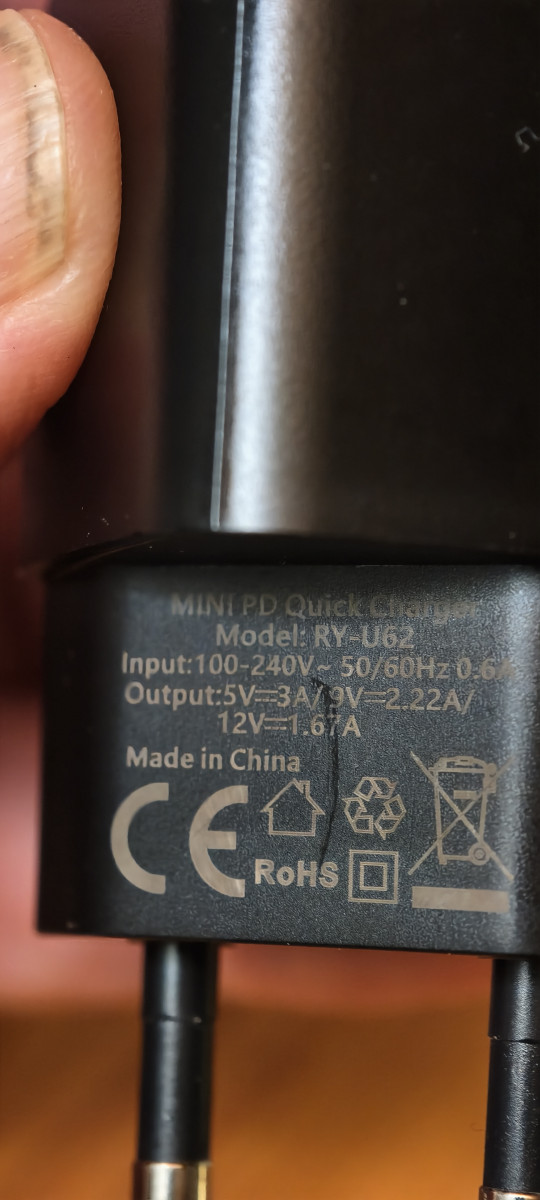 MINI PD Quick Charger
Model: RY-U62
Input:100-240V~ 50/60Hz 0.6A
Output:5V⎓3A/ 9V⎓2.22A/
12V⎓1.67A
Made in China
CE
RoHS